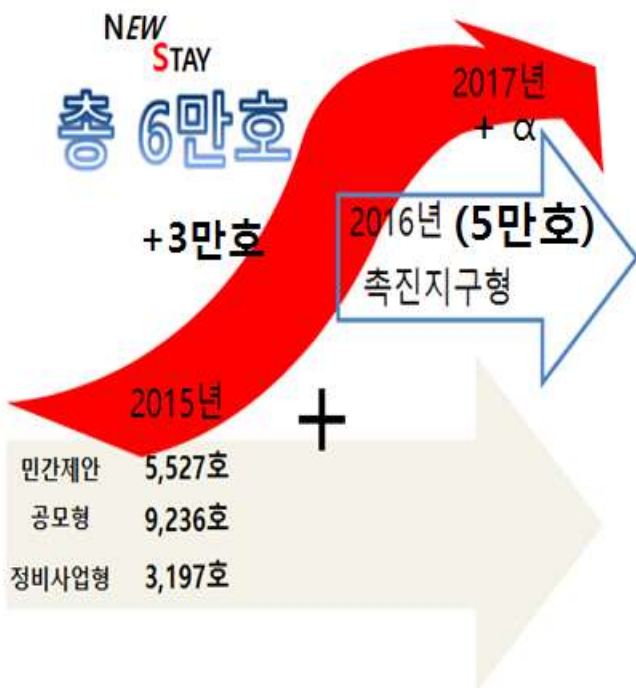 NEW
STAY
총 6만호
2017년
+ α
+3만호
2016년 (5만호)
촉진지구형
2015년
+
민간제안 5,527호
공모형 9,236호
정비사업형 3,197호